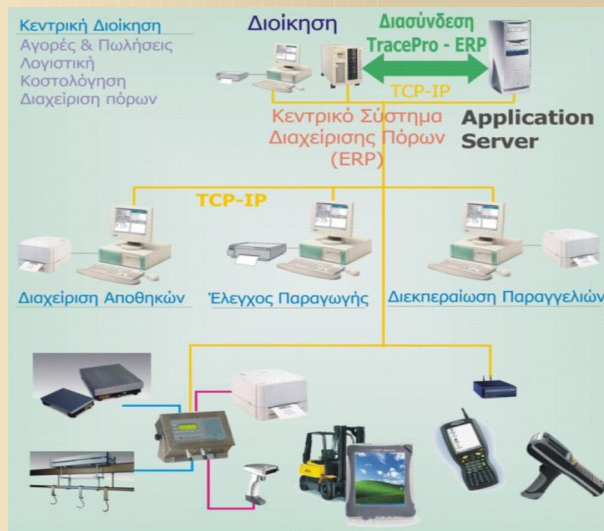 Κεντρική Διοίκηση
Αγορές & Πωλήσεις
Λογιστική
Κοστολόγηση
Διαχείριση πόρων
Διοίκηση
Διασύνδεση
TracePro - ERP
TCP-IP
Κεντρικό Σύστημα
Διαχείρισης Πόρων
(ERP)
Application
Server
TCP-IP
Διαχείριση Αποθηκών
Έλεγχος Παραγωγής
Διεκπεραίωση Παραγγελιών